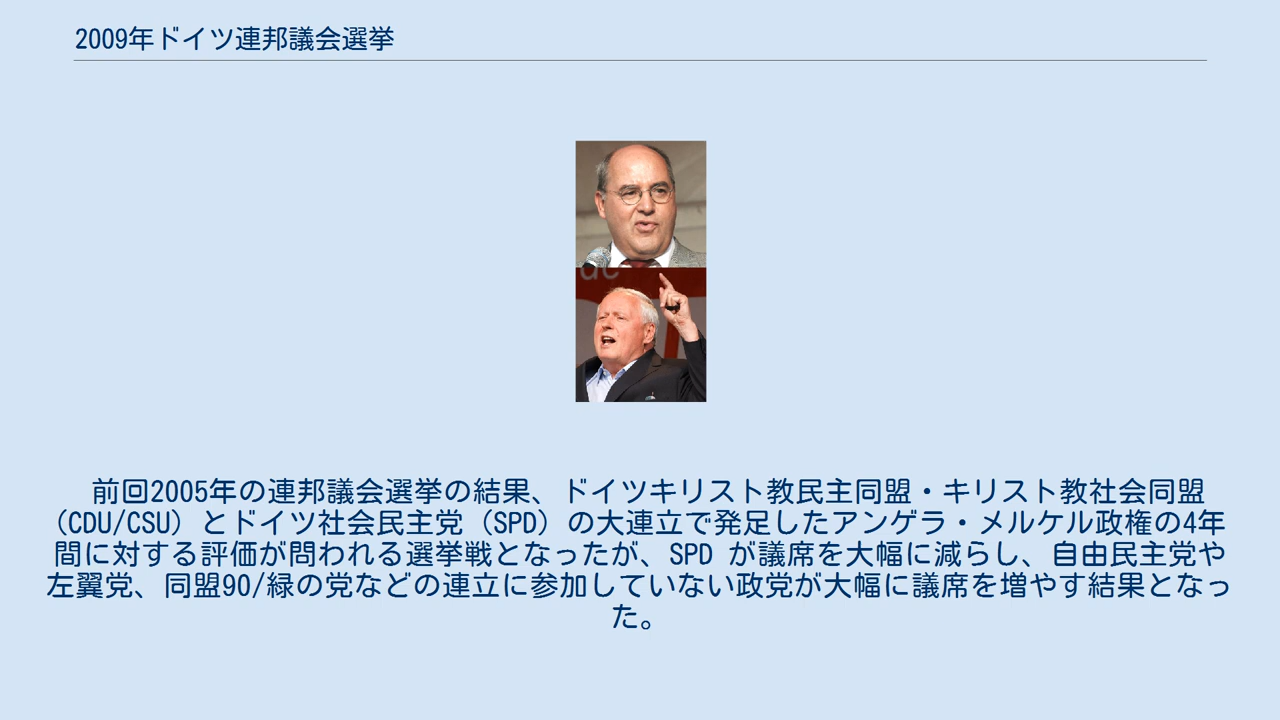 2009年ドイツ連邦議会選挙
前回2005年の連邦議会選挙の結果、ドイツキリスト教民主同盟・キリスト教社会同盟
（CDU/CSU）とドイツ社会民主党（SPD）の大連立で発足したアンゲラ・メルケル政権の4年
間に対する評価が問われる選挙戦となったが、SPD が議席を大幅に減らし、自由民主党や
左翼党、同盟90/緑の党などの連立に参加していない政党が大幅に議席を増やす結果となっ
た。